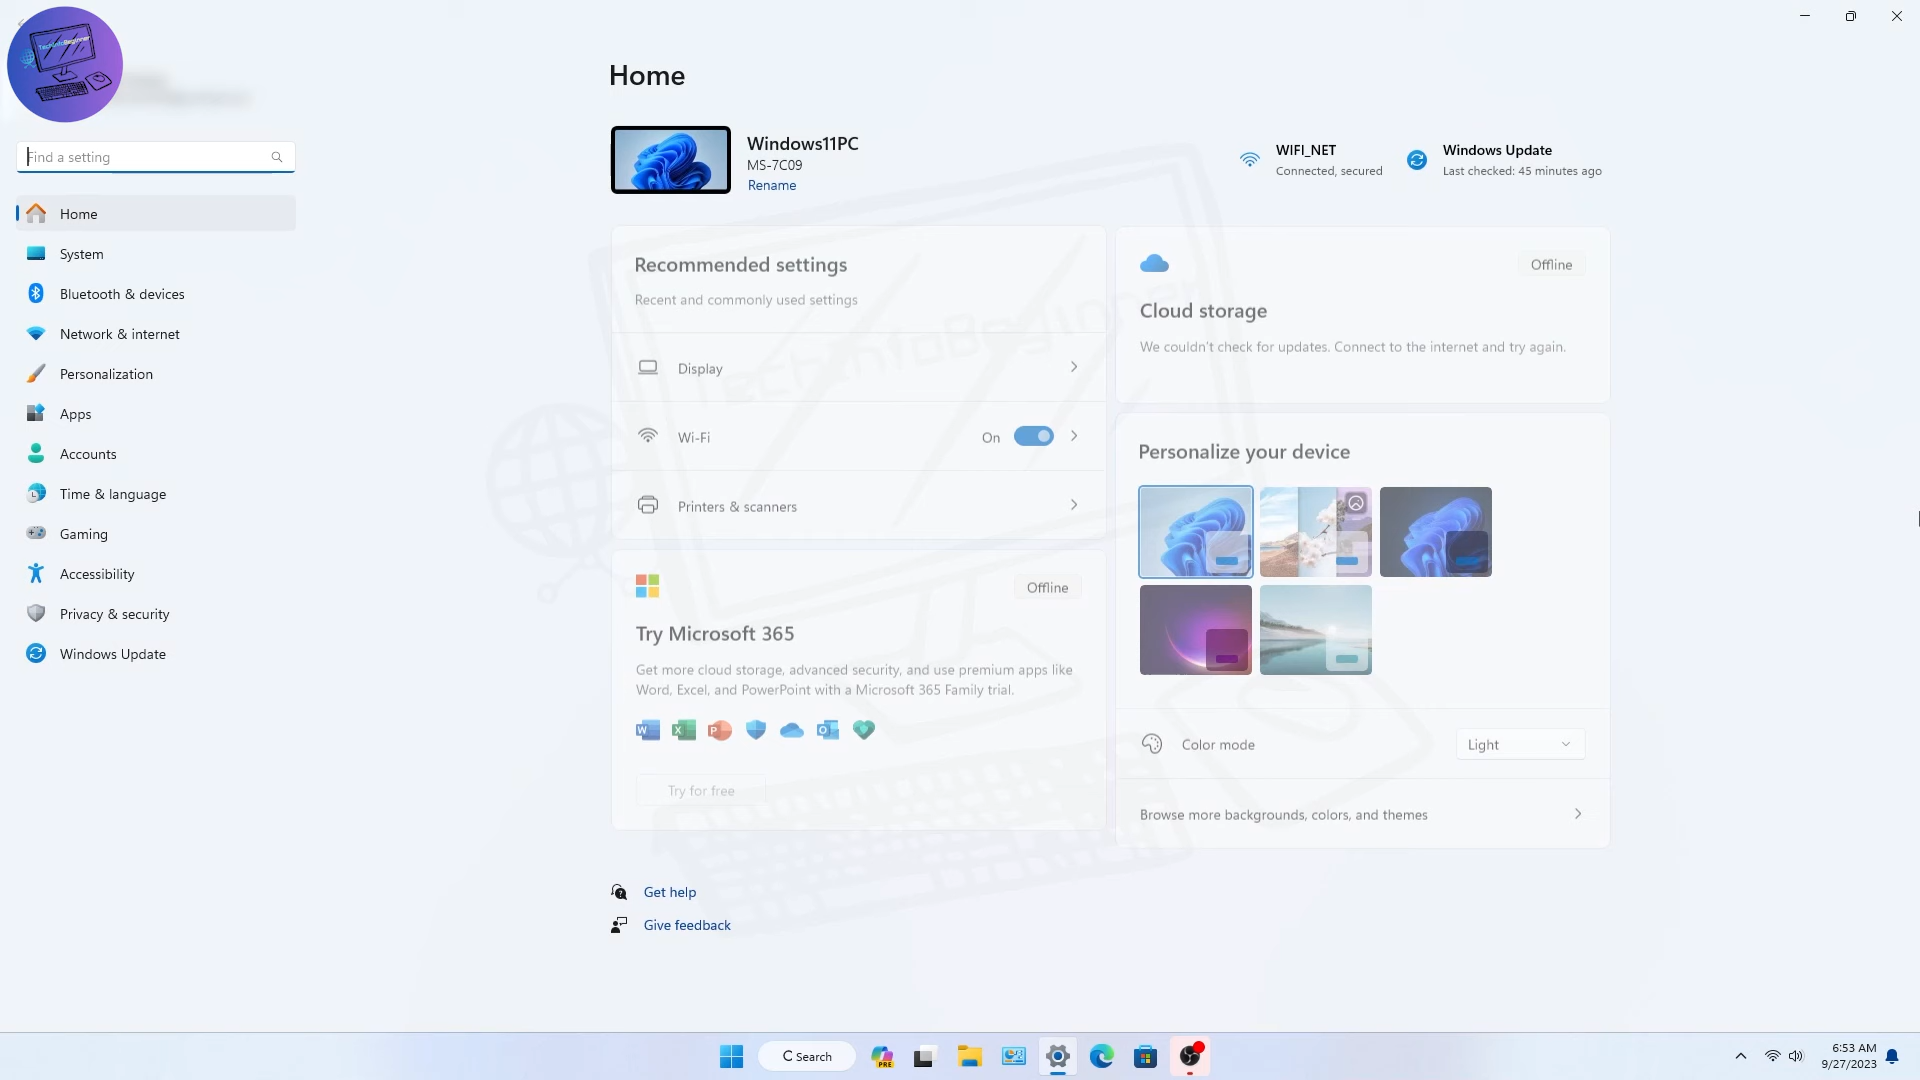 TechInfoBeginner
Find a setting
Home
System
Bluetooth & devices
Network & internet
Personalization
Apps
Accounts
Time & language
Gaming
Accessibility
Privacy & security
Windows Update
Home
Windows11PC
MS-7C09
Rename
WIFI_NET
Connected, secured
Windows Update
Last checked: 45 minutes ago
Recommended settings
Recent and commonly used settings
Display
Wi-Fi
On
Printers & scanners
Offline
Try Microsoft 365
Get more cloud storage, advanced security, and use premium apps like
Word, Excel, and PowerPoint with a Microsoft 365 Family trial.
Try for free
Offline
Cloud storage
We couldn't check for updates. Connect to the internet and try again.
Personalize your device
Color mode
Light
Browse more backgrounds, colors, and themes
Get help
Give feedback
TechInfoBeginner
Search
PRE
6:53 AM
9/27/2023